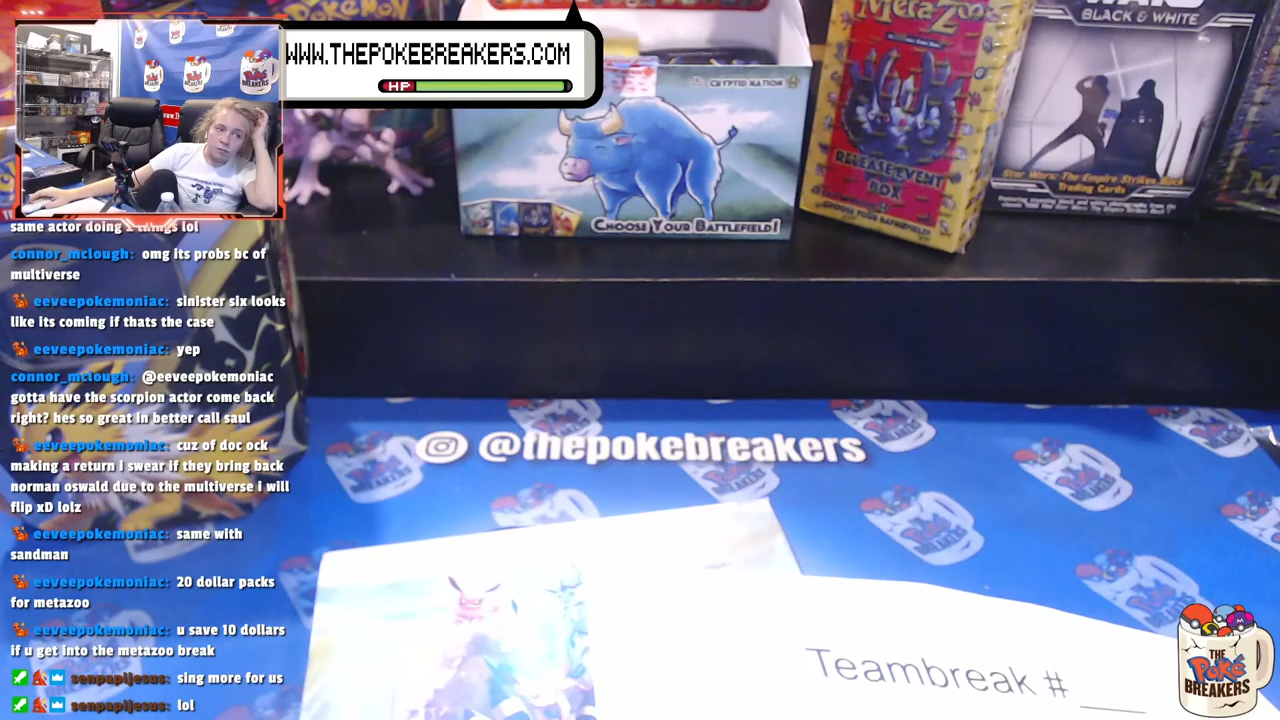 WWW.THEPOKEBREAKERS.COM
HP
same actor doing 2 things lol
connor_mclough: omg its probs bc of
multiverse
eeveepokemoniac: sinister six looks
like its coming if thats the case
eeveepokemoniac: yep
connor_mclough: @eeveepokemoniac
gotta have the scorpion actor come back
right? hes so great in better call saul
eeveepokemoniac: cuz of doc ock
making a return i swear if they bring back
norman oswald due to the multiverse i will
flip xD lolz
eeveepokemoniac: same with
sandman
eeveepokemoniac: 20 dollar packs
for metazoo
eeveepokemoniac: u save 10 dollars
if u get into the metazoo break
senpapijesus: sing more for us
senpapijesus: lol
CRYPTID NATION
CHOOSE YOUR BATTLEFIELD!
MetaZoo
RELEASE EVENT
BOX
WARS
BLACK & WHITE
Star Wars: The Empire Strikes Back
Trading Cards
@thepokebreakers
Teambreak # ____
THE
POKÉ
BREAKERS